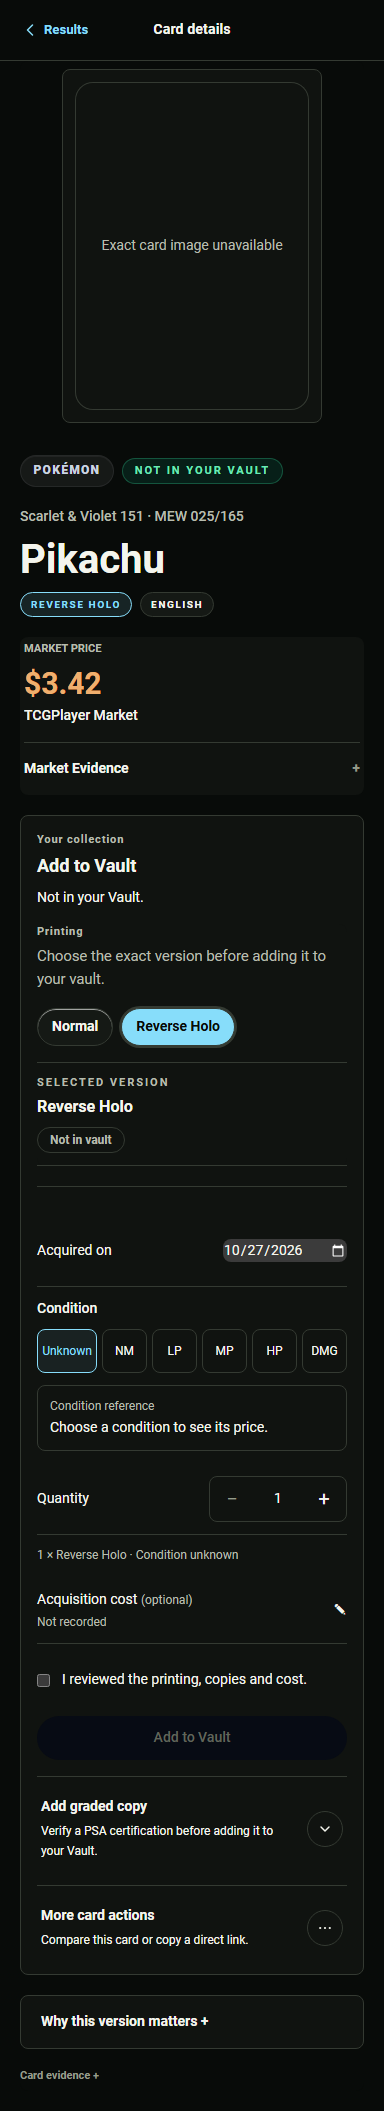 Results
Card details
Exact card image unavailable
POKÉMON
NOT IN YOUR VAULT
Scarlet & Violet 151 · MEW 025/165
Pikachu
REVERSE HOLO
ENGLISH
MARKET PRICE
$3.42
TCGPlayer Market
Market Evidence +
Your collection
Add to Vault
Not in your Vault.
Printing
Choose the exact version before adding it to
your vault.
Normal
Reverse Holo
SELECTED VERSION
Reverse Holo
Not in vault
Acquired on 10/27/2026
Condition
Unknown NM LP MP HP DMG
Condition reference
Choose a condition to see its price.
Quantity − 1 +
1 × Reverse Holo · Condition unknown
Acquisition cost (optional)
Not recorded
I reviewed the printing, copies and cost.
Add to Vault
Add graded copy
Verify a PSA certification before adding it to
your Vault.
More card actions
Compare this card or copy a direct link.
Why this version matters +
Card evidence +